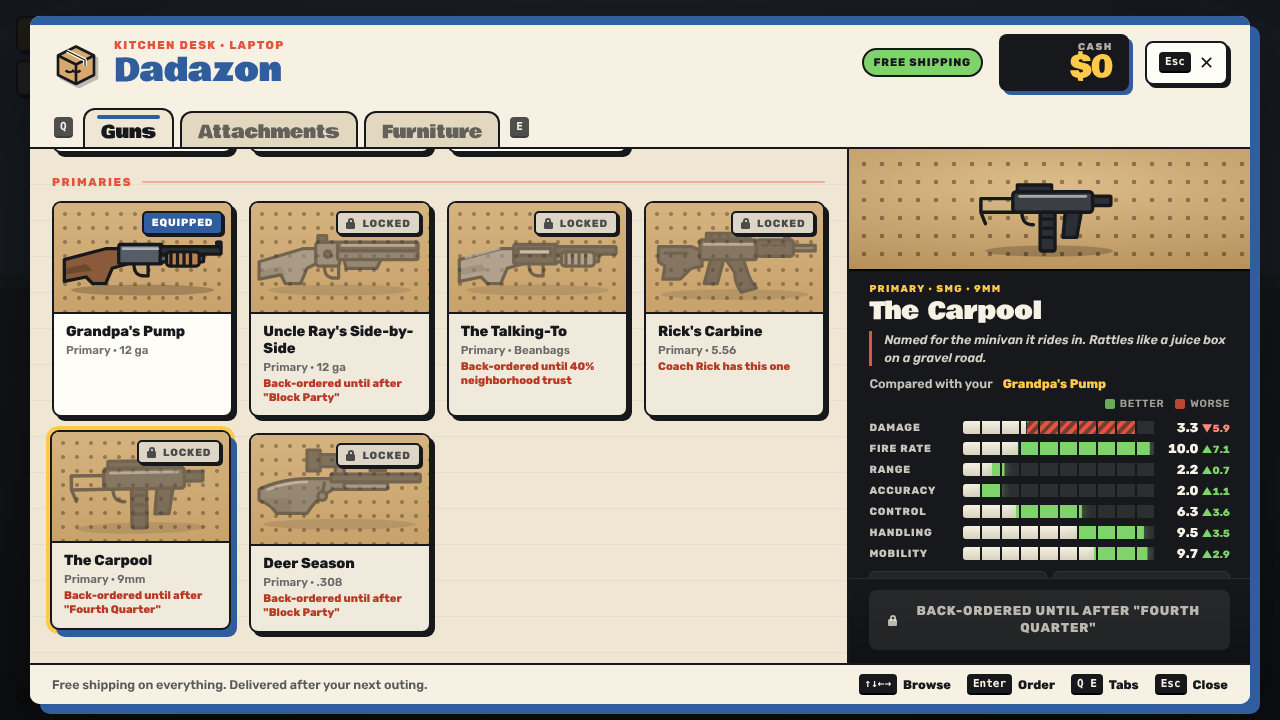 KITCHEN DESK • LAPTOP
Dadazon
FREE SHIPPING
CASH
$0
Esc ✕
Q Guns Attachments Furniture E
PRIMARIES
EQUIPPED
Grandpa's Pump
Primary • 12 ga
LOCKED
Uncle Ray's Side-by-
Side
Primary • 12 ga
Back-ordered until after
"Block Party"
LOCKED
The Talking-To
Primary • Beanbags
Back-ordered until 40%
neighborhood trust
LOCKED
Rick's Carbine
Primary • 5.56
Coach Rick has this one
LOCKED
The Carpool
Primary • 9mm
Back-ordered until after
"Fourth Quarter"
LOCKED
Deer Season
Primary • .308
Back-ordered until after
"Block Party"
PRIMARY • SMG • 9MM
The Carpool
Named for the minivan it rides in. Rattles like a juice box
on a gravel road.
Compared with your Grandpa's Pump
BETTER WORSE
DAMAGE 3.3 ▼5.9
FIRE RATE 10.0 ▲7.1
RANGE 2.2 ▲0.7
ACCURACY 2.0 ▲1.1
CONTROL 6.3 ▲3.6
HANDLING 9.5 ▲3.5
MOBILITY 9.7 ▲2.9
BACK-ORDERED UNTIL AFTER "FOURTH
QUARTER"
Free shipping on everything. Delivered after your next outing.
↑↓←→ Browse Enter Order Q E Tabs Esc Close